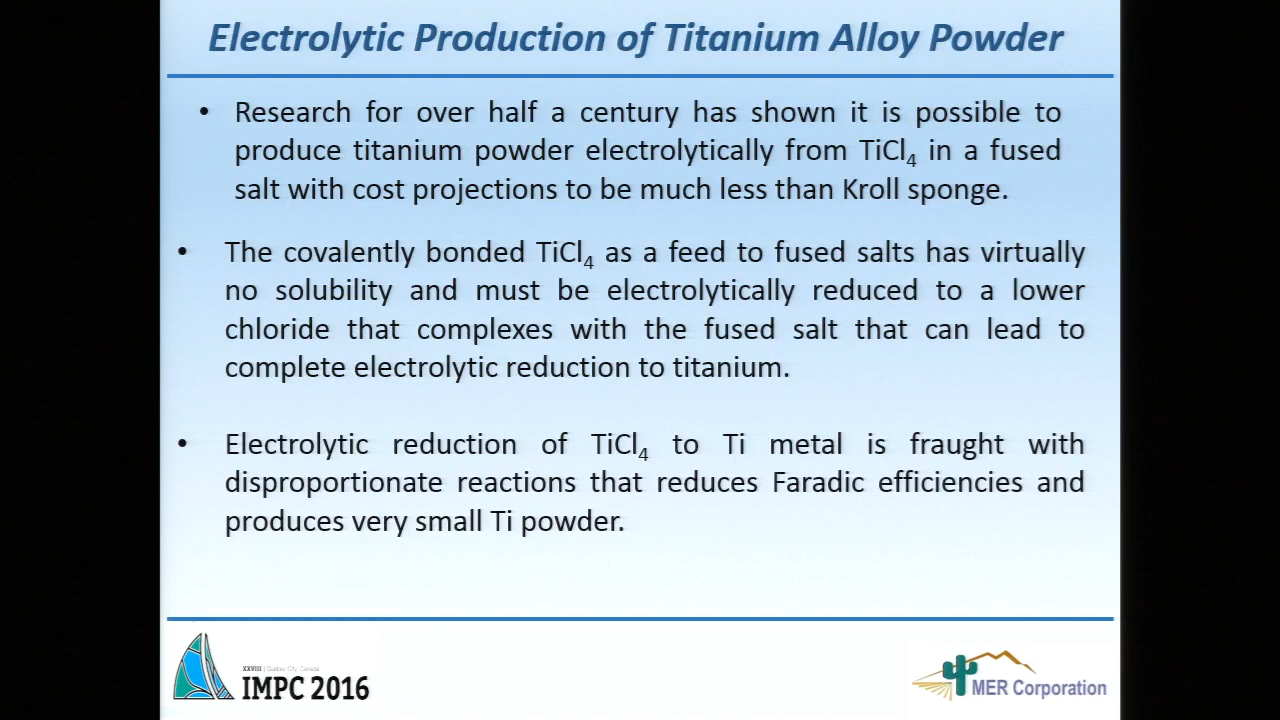 Electrolytic Production of Titanium Alloy Powder
• Research for over half a century has shown it is possible to
produce titanium powder electrolytically from TiCl₄ in a fused
salt with cost projections to be much less than Kroll sponge.
• The covalently bonded TiCl₄ as a feed to fused salts has virtually
no solubility and must be electrolytically reduced to a lower
chloride that complexes with the fused salt that can lead to
complete electrolytic reduction to titanium.
• Electrolytic reduction of TiCl₄ to Ti metal is fraught with
disproportionate reactions that reduces Faradic efficiencies and
produces very small Ti powder.
XXVIII | Quebec City, Canada
IMPC 2016
MER Corporation